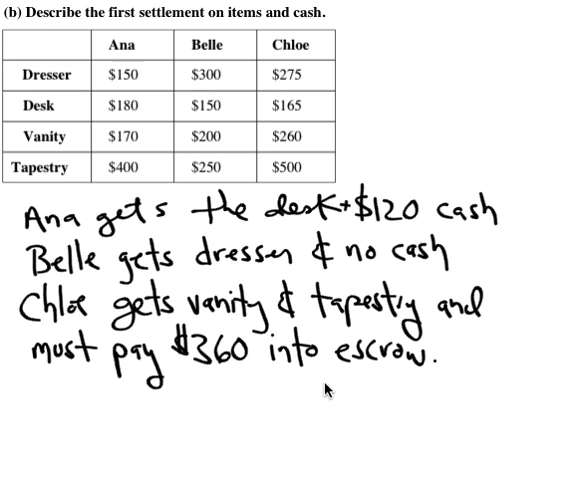 (b) Describe the first settlement on items and cash.
Ana Belle Chloe
Dresser $150 $300 $275
Desk $180 $150 $165
Vanity $170 $200 $260
Tapestry $400 $250 $500
Ana gets the desk + $120 cash
Belle gets dresser & no cash
Chloe gets vanity & tapestry and
must pay $360 into escrow.